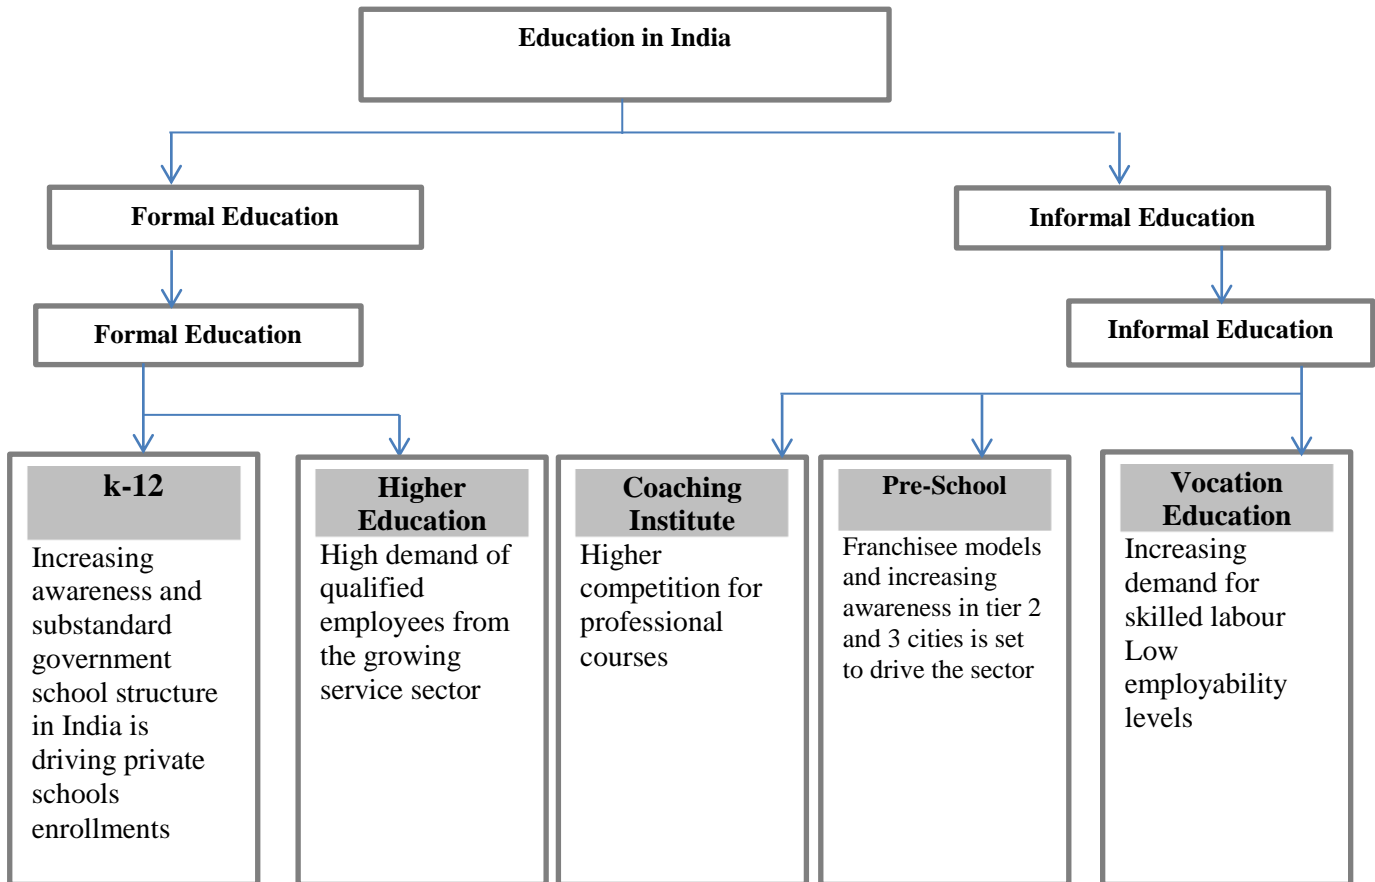 Education in India
Formal Education
Informal Education
Formal Education
Informal Education
k-12
Increasing
awareness and
substandard
government
school structure
in India is
driving private
schools
enrollments
Higher
Education
High demand of
qualified
employees from
the growing
service sector
Coaching
Institute
Higher
competition for
professional
courses
Pre-School
Franchisee models
and increasing
awareness in tier 2
and 3 cities is set
to drive the sector
Vocation
Education
Increasing
demand for
skilled labour
Low
employability
levels